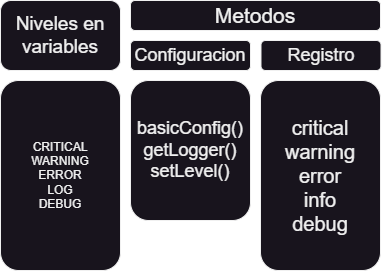 Niveles en
variables
Metodos
Configuracion
Registro
CRITICAL
WARNING
ERROR
LOG
DEBUG
basicConfig()
getLogger()
setLevel()
critical
warning
error
info
debug